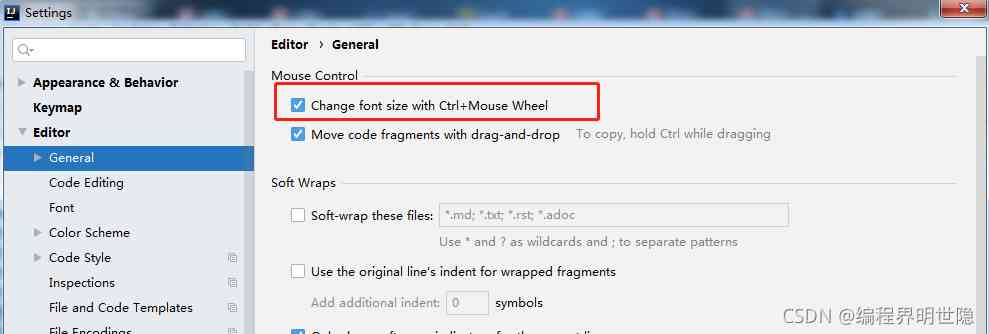 IJ Settings
Editor › General
Appearance & Behavior
Keymap
Editor
General
Code Editing
Font
Color Scheme
Code Style
Inspections
File and Code Templates
File Encodings
Mouse Control
Change font size with Ctrl+Mouse Wheel
Move code fragments with drag-and-drop To copy, hold Ctrl while dragging
Soft Wraps
Soft-wrap these files: *.md; *.txt; *.rst; *.adoc
Use * and ? as wildcards and ; to separate patterns
Use the original line's indent for wrapped fragments
Add additional indent: 0 symbols
CSDN @编程界明世隐